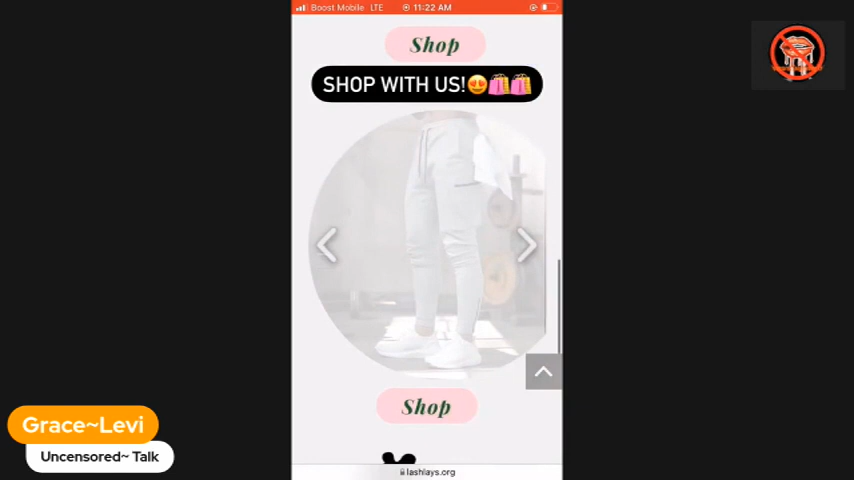 Boost Mobile LTE 11:22 AM
Shop
SHOP WITH US!😍🛍️🛍️
Shop
lashlays.org
Grace~Levi
Uncensored~ Talk